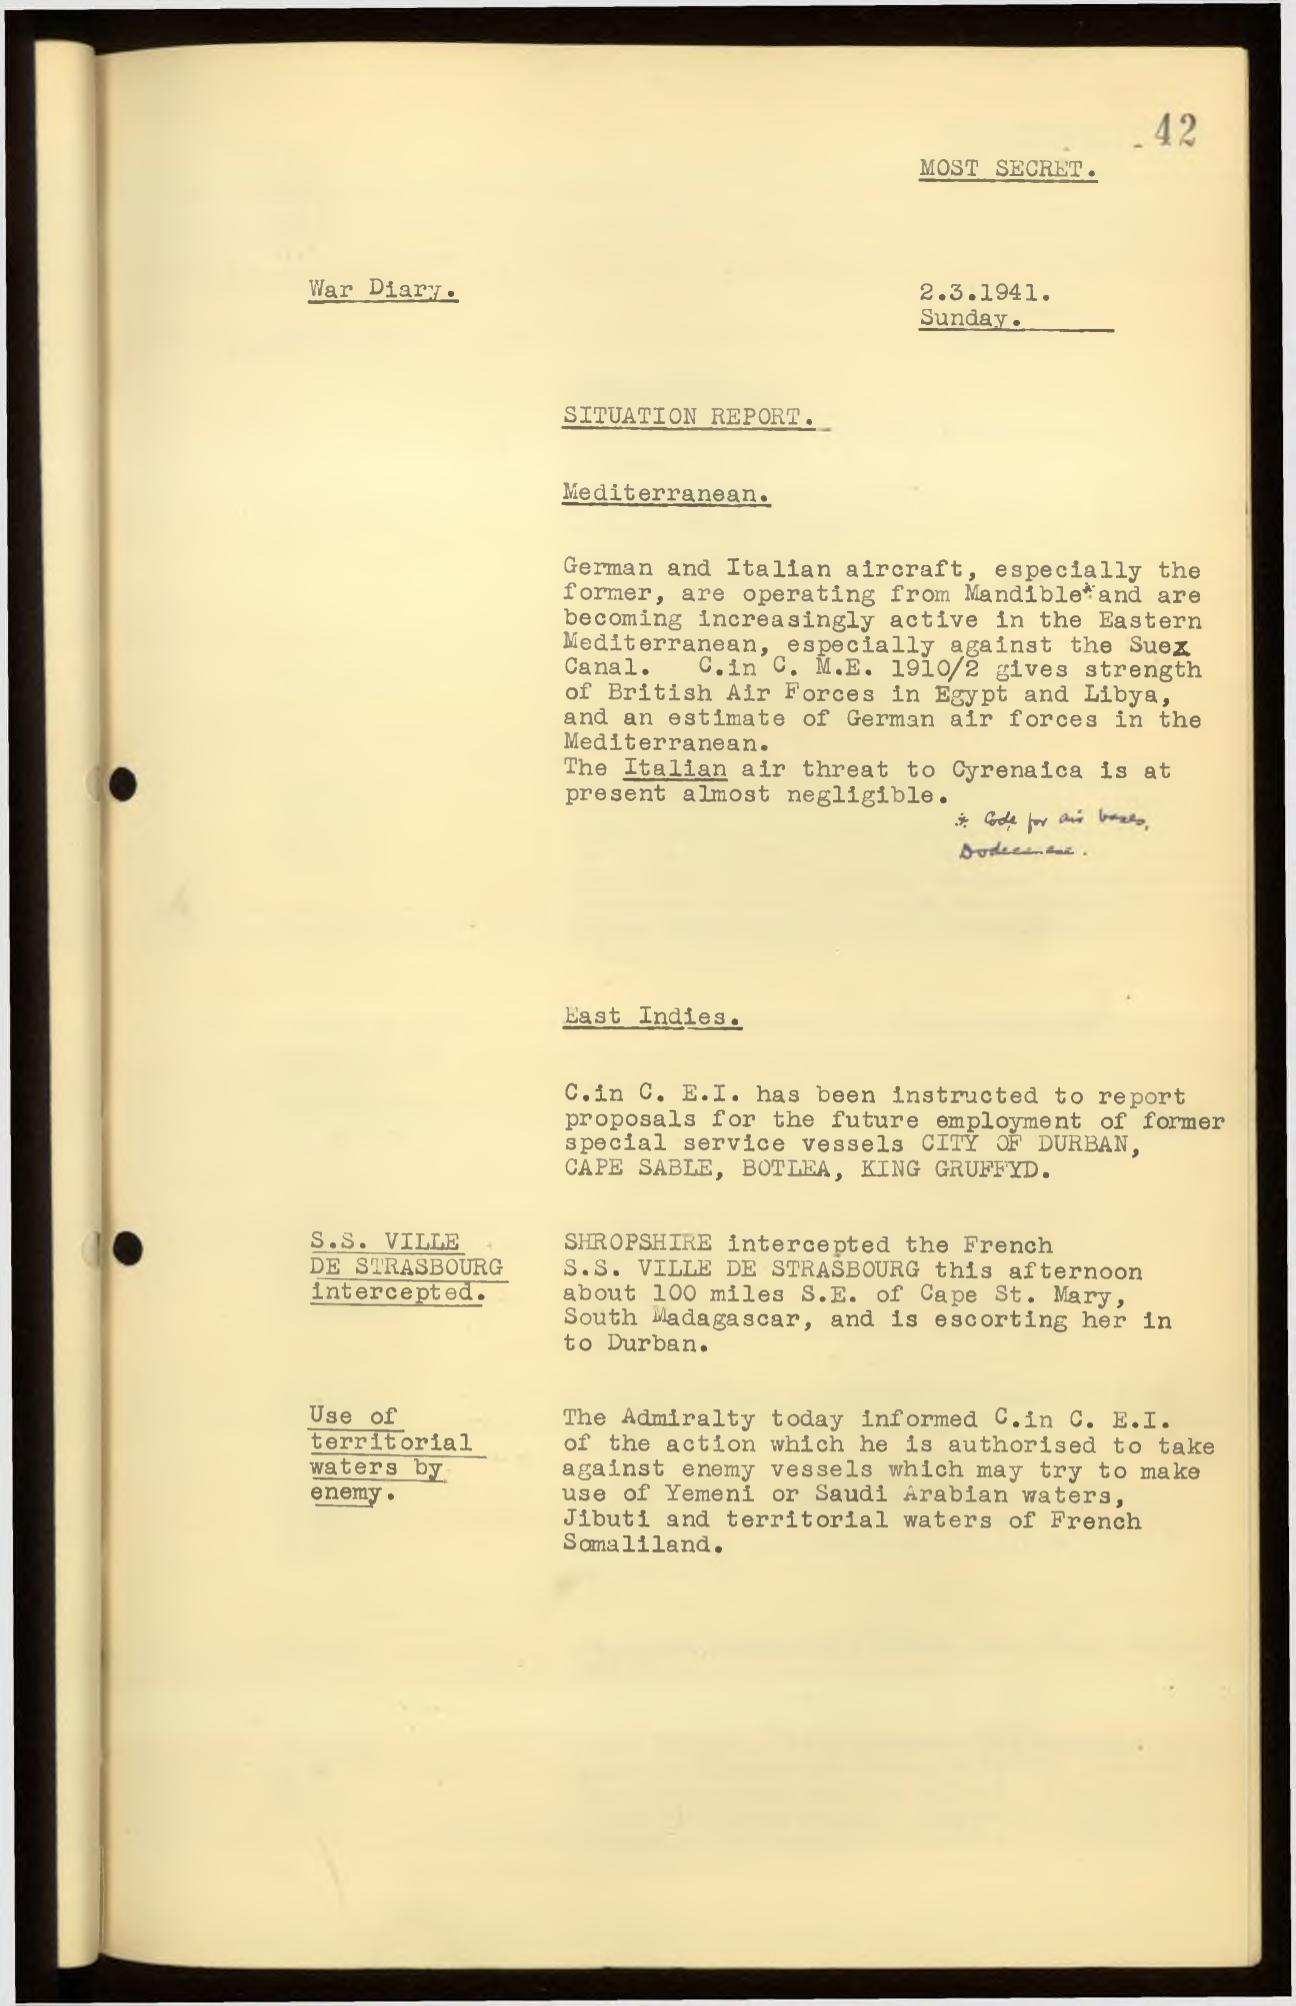 42
MOST SECRET.
War Diary.
2.3.1941.
Sunday.
SITUATION REPORT.
Mediterranean.
German and Italian aircraft, especially the
former, are operating from Mandible* and are
becoming increasingly active in the Eastern
Mediterranean, especially against the Suez
Canal. C.in C. M.E. 1910/2 gives strength
of British Air Forces in Egypt and Libya,
and an estimate of German air forces in the
Mediterranean.
The Italian air threat to Cyrenaica is at
present almost negligible.
* Code for air bases,
Dodecanese.
East Indies.
C.in C. E.I. has been instructed to report
proposals for the future employment of former
special service vessels CITY OF DURBAN,
CAPE SABLE, BOTLEA, KING GRUFFYD.
S.S. VILLE
DE STRASBOURG
intercepted.
SHROPSHIRE intercepted the French
S.S. VILLE DE STRASBOURG this afternoon
about 100 miles S.E. of Cape St. Mary,
South Madagascar, and is escorting her in
to Durban.
Use of
territorial
waters by
enemy.
The Admiralty today informed C.in C. E.I.
of the action which he is authorised to take
against enemy vessels which may try to make
use of Yemeni or Saudi Arabian waters,
Jibuti and territorial waters of French
Somaliland.